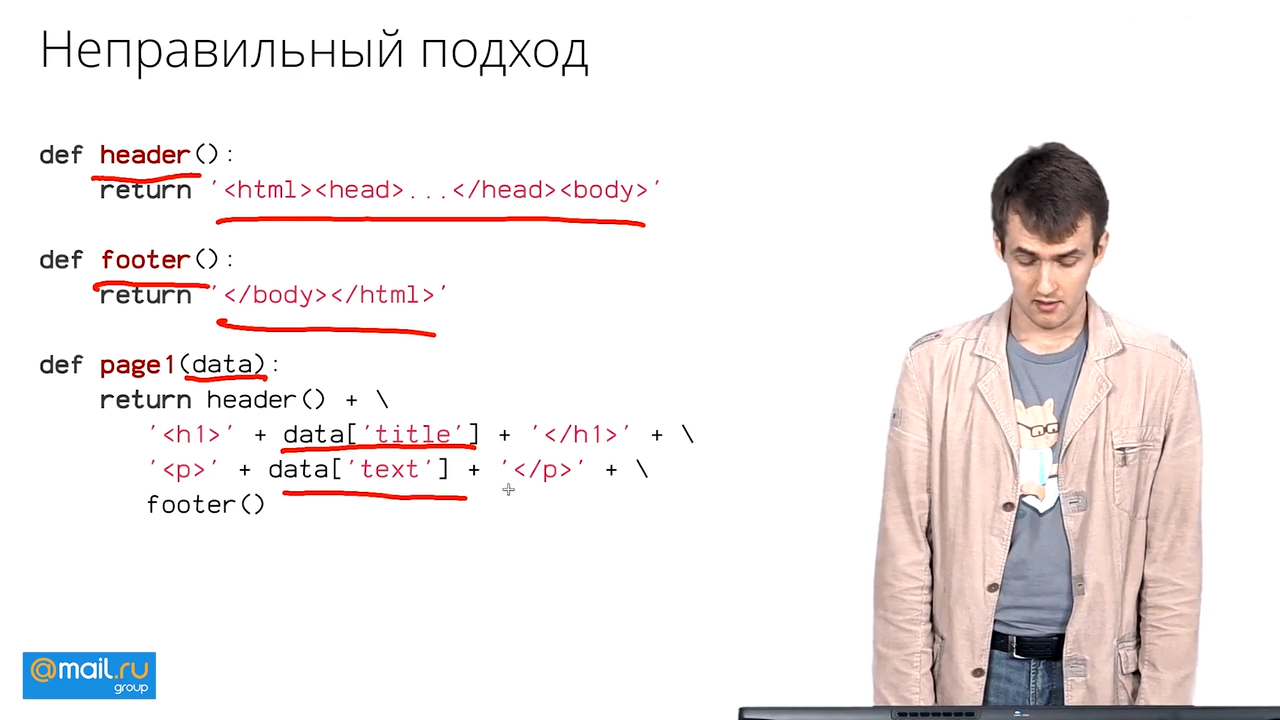 Неправильный подход
def header():
    return '<html><head>...</head><body>'
def footer():
    return '</body></html>'
def page1(data):
    return header() + \
       '<h1>' + data['title'] + '</h1>' + \
       '<p>' + data['text'] + '</p>' + \
       footer()
@mail.ru
group